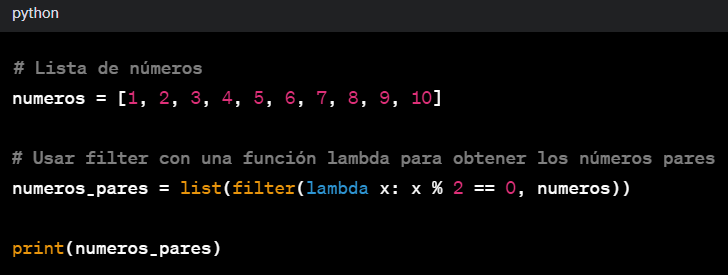 python
# Lista de números
numeros = [1, 2, 3, 4, 5, 6, 7, 8, 9, 10]
# Usar filter con una función lambda para obtener los números pares
numeros_pares = list(filter(lambda x: x % 2 == 0, numeros))
print(numeros_pares)